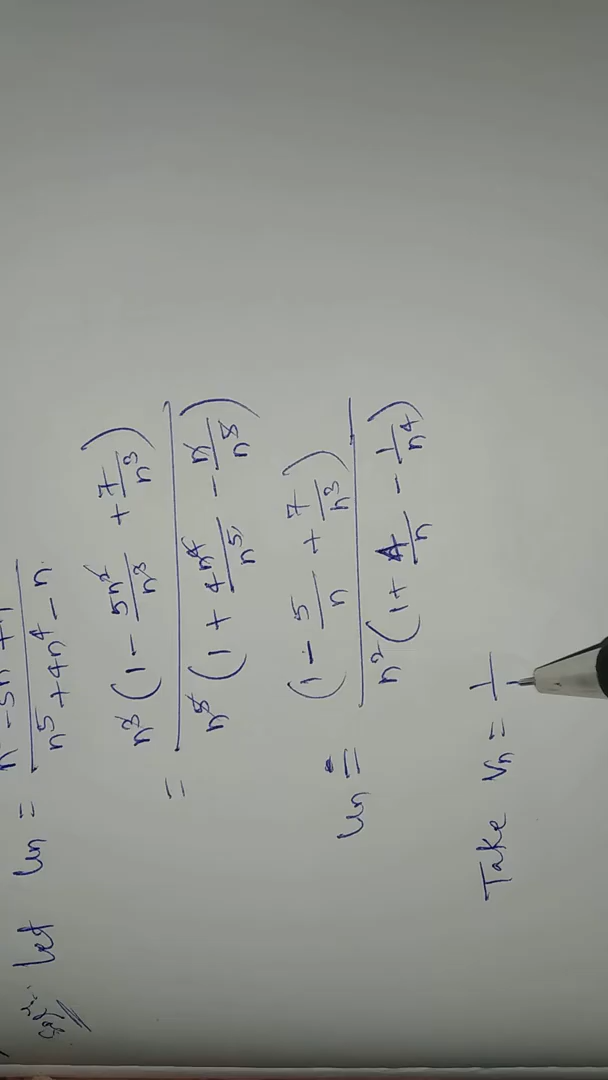 Soln:- Let un = n³ - 5n² + 7 / n⁵ + 4n⁴ - n.
= n³ (1 - 5n²/n³ + 7/n³) / n⁵ (1 + 4n⁴/n⁵ - n/n⁵)
un = (1 - 5/n + 7/n³) / n² (1 + 4/n - 1/n⁴)
Take vn = 1/